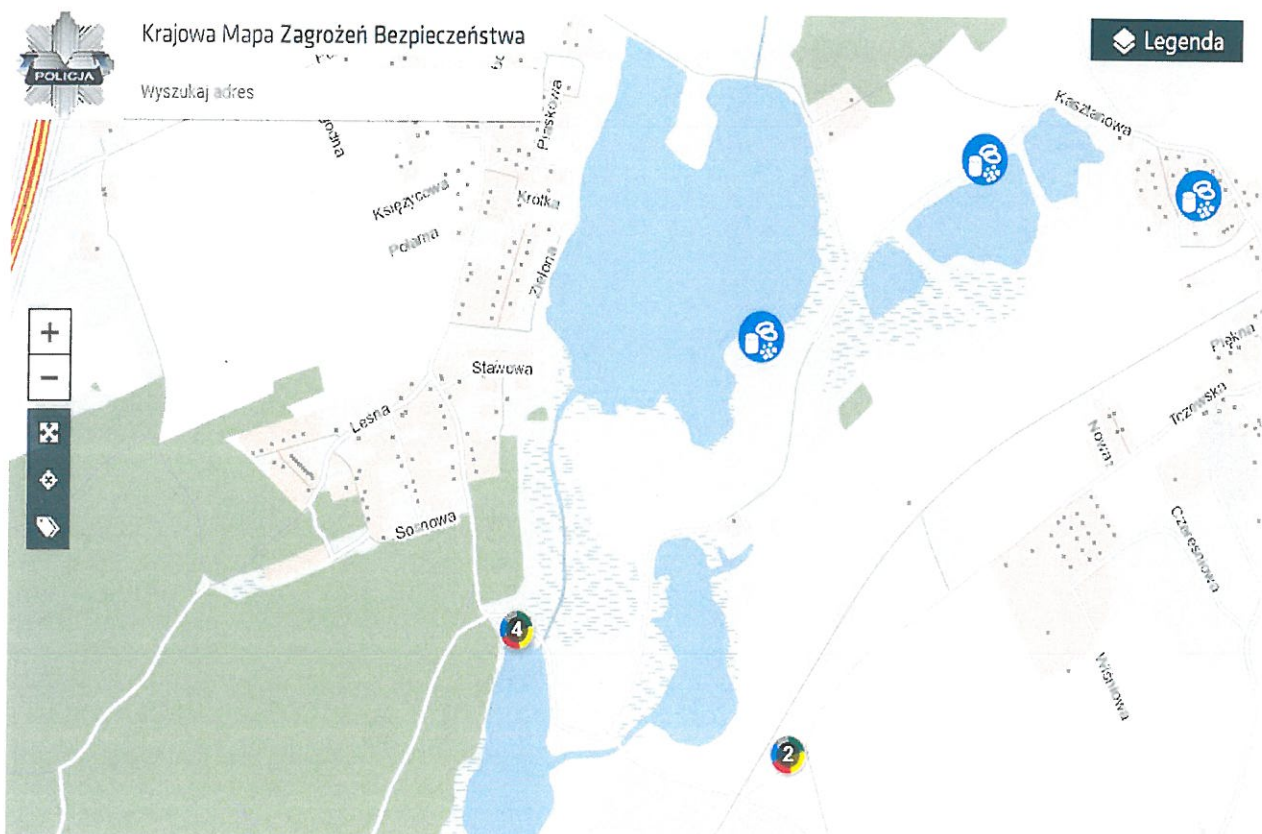 Krajowa Mapa Zagrożeń Bezpieczeństwa
POLICJA
Wyszukaj adres
Legenda
Piaskowa
Kasztanowa
Księżycowa
Krótka
Polarna
Zielona
Stawowa
Piękna
Trzowska
Leśna
Nowa
Sosnowa
Czereśniowa
4
Wiśniowa
2